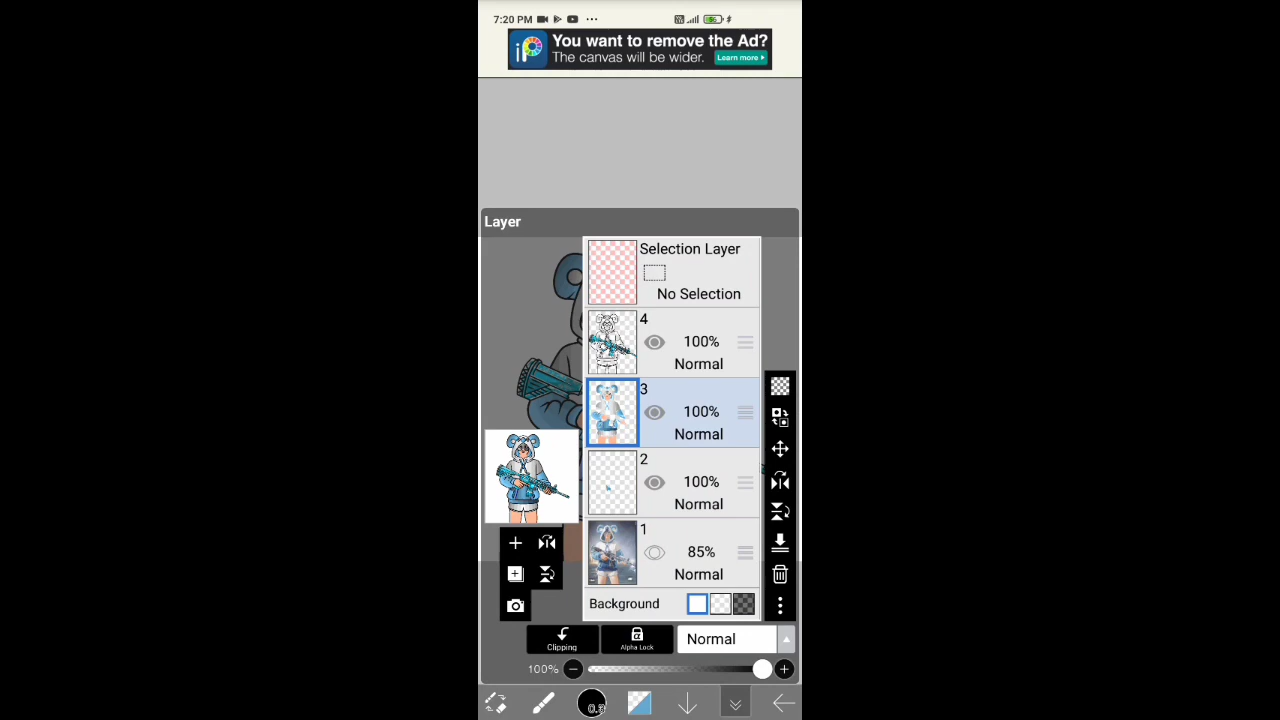 7:20 PM
You want to remove the Ad?
The canvas will be wider.
Learn more
Layer
Selection Layer
No Selection
4
100%
Normal
3
100%
Normal
2
100%
Normal
1
85%
Normal
Background
Clipping
Alpha Lock
Normal
100%